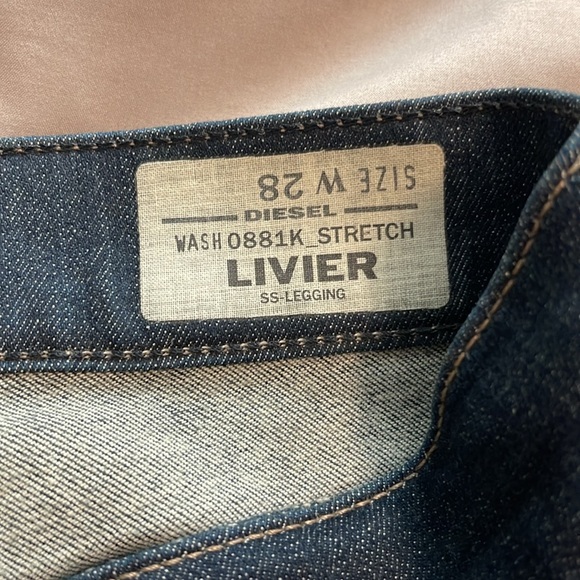 SIZE W 28
DIESEL
WASH 0881K_STRETCH
LIVIER
SS-LEGGING